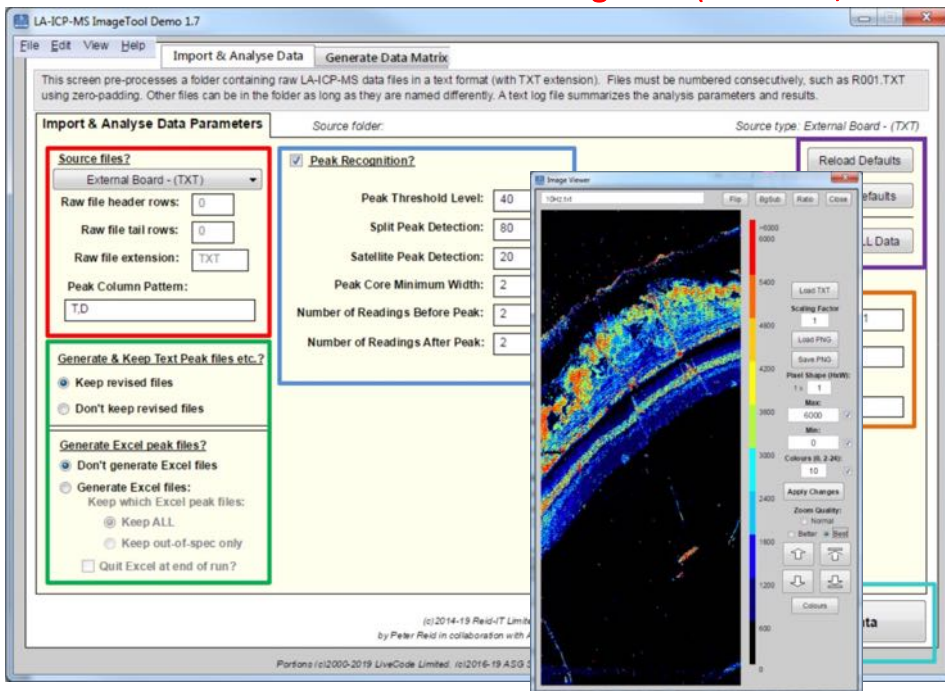 LA-ICP-MS ImageTool Demo 1.7
File Edit View Help
Import & Analyse Data
Generate Data Matrix
This screen pre-processes a folder containing raw LA-ICP-MS data files in a text format (with TXT extension). Files must be numbered consecutively, such as R001.TXT
using zero-padding. Other files can be in the folder as long as they are named differently. A text log file summarizes the analysis parameters and results.
Import & Analyse Data Parameters
Source folder:
Source type: External Board - (TXT)
Source files?
External Board - (TXT)
Raw file header rows: 0
Raw file tail rows: 0
Raw file extension: TXT
Peak Column Pattern:
T,D
Generate & Keep Text Peak files etc.?
Keep revised files
Don't keep revised files
Generate Excel peak files?
Don't generate Excel files
Generate Excel files:
Keep which Excel peak files:
Keep ALL
Keep out-of-spec only
Quit Excel at end of run?
Peak Recognition?
Peak Threshold Level: 40
Split Peak Detection: 80
Satellite Peak Detection: 20
Peak Core Minimum Width: 2
Number of Readings Before Peak: 2
Number of Readings After Peak: 2
Reload Defaults
efaults
LL Data
1
Image Viewer
10Hz.txt
Flip
BgSub
Ratio
Close
>6000
6000
5400
4800
4200
3600
3000
2400
1800
1200
600
0
Load TXT
Scaling Factor
1
Load PNG
Save PNG
Pixel Shape (HxW):
1 x 1
Max:
6000
Min:
0
Colours (0, 2-26):
10
Apply Changes
Zoom Quality:
Normal
Better
Best
Colours
ta
(c)2014-19 Reid-IT Limite
by Peter Reid in collaboration with A
Portions (c)2000-2019 LiveCode Limited, (c)2016-19 ASG S